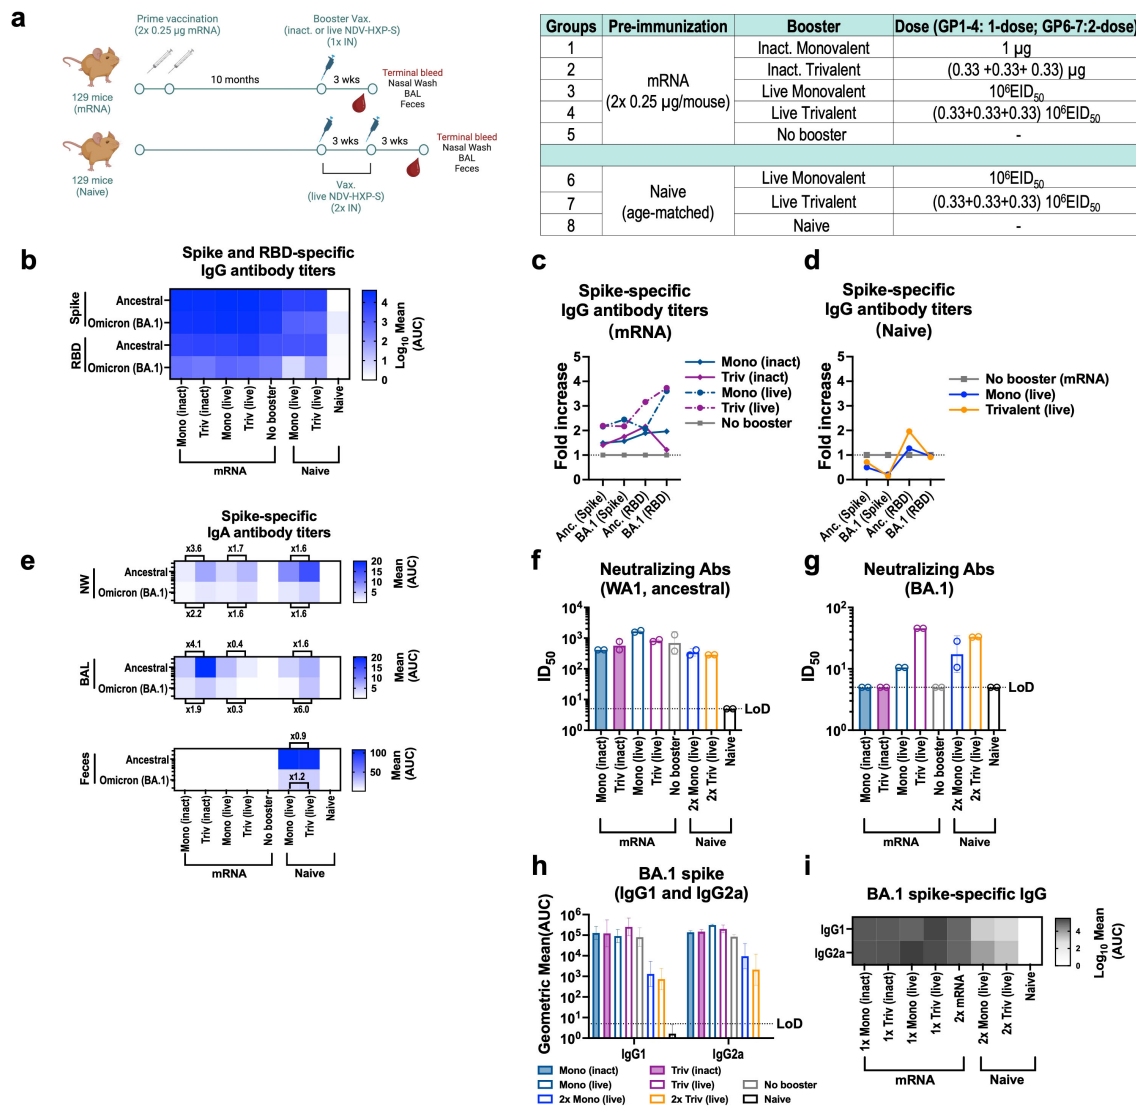 a
Prime vaccination
(2x 0.25 µg mRNA)
Booster Vax.
(inact. or live NDV-HXP-S)
(1x IN)
10 months
3 wks
Terminal bleed
Nasal Wash
BAL
Feces
129 mice
(mRNA)
3 wks
3 wks
Terminal bleed
Nasal Wash
BAL
Feces
129 mice
(Naive)
Vax.
(live NDV-HXP-S)
(2x IN)
Groups Pre-immunization Booster Dose (GP1-4: 1-dose; GP6-7:2-dose)
1 Inact. Monovalent 1 µg
2 Inact. Trivalent (0.33 +0.33+ 0.33) µg
mRNA
(2x 0.25 µg/mouse)
3 Live Monovalent 10⁶EID₅₀
4 Live Trivalent (0.33+0.33+0.33) 10⁶EID₅₀
5 No booster -
6 Live Monovalent 10⁶EID₅₀
Naive
(age-matched)
7 Live Trivalent (0.33+0.33+0.33) 10⁶EID₅₀
8 Naive -
b
Spike and RBD-specific
IgG antibody titers
Spike
Ancestral
Omicron (BA.1)
RBD
Ancestral
Omicron (BA.1)
4
3
2
1
0
Log₁₀ Mean
(AUC)
Mono (inact)
Triv (inact)
Mono (live)
Triv (live)
No booster
Mono (live)
Triv (live)
Naive
mRNA
Naive
c
Spike-specific
IgG antibody titers
(mRNA)
Fold increase
5
4
3
2
1
0
Anc. (Spike)
BA.1 (Spike)
Anc. (RBD)
BA.1 (RBD)
Mono (inact)
Triv (inact)
Mono (live)
Triv (live)
No booster
d
Spike-specific
IgG antibody titers
(Naive)
Fold increase
5
4
3
2
1
0
Anc. (Spike)
BA.1 (Spike)
Anc. (RBD)
BA.1 (RBD)
No booster (mRNA)
Mono (live)
Trivalent (live)
e
Spike-specific
IgA antibody titers
x3.6 x1.7 x1.6
NW
Ancestral
Omicron (BA.1)
x2.2 x1.6 x1.6
20
15
10
5
Mean
(AUC)
x4.1 x0.4 x1.6
BAL
Ancestral
Omicron (BA.1)
x1.9 x0.3 x6.0
20
15
10
5
Mean
(AUC)
x0.9
Feces
Ancestral
Omicron (BA.1)
x1.2
100
50
Mean
(AUC)
Mono (inact)
Triv (inact)
Mono (live)
Triv (live)
No booster
Mono (live)
Triv (live)
Naive
mRNA
Naive
f
Neutralizing Abs
(WA1, ancestral)
ID₅₀
10⁴
10³
10²
10¹
10⁰
LoD
Mono (inact)
Triv (inact)
Mono (live)
Triv (live)
No booster
2x Mono (live)
2x Triv (live)
Naive
mRNA
Naive
g
Neutralizing Abs
(BA.1)
ID₅₀
10²
10¹
10⁰
LoD
Mono (inact)
Triv (inact)
Mono (live)
Triv (live)
No booster
2x Mono (live)
2x Triv (live)
Naive
mRNA
Naive
h
BA.1 spike
(IgG1 and IgG2a)
Geometric Mean(AUC)
10⁶
10⁵
10⁴
10³
10²
10¹
10⁰
LoD
IgG1
IgG2a
Mono (inact)
Triv (inact)
Mono (live)
Triv (live)
No booster
2x Mono (live)
2x Triv (live)
Naive
i
BA.1 spike-specific IgG
IgG1
IgG2a
4
2
0
Log₁₀ Mean
(AUC)
1x Mono (inact)
1x Triv (inact)
1x Mono (live)
1x Triv (live)
2x mRNA
2x Mono (live)
2x Triv (live)
Naive
mRNA
Naive